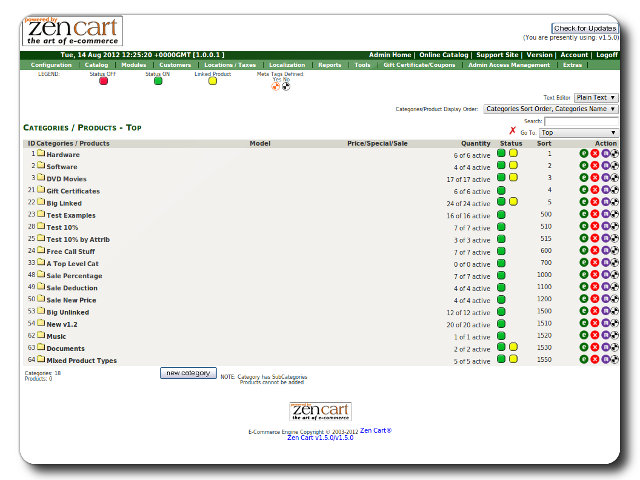 powered by
zen cart
the art of e-commerce
Check for Updates
(You are presently using: v1.5.0)
Tue, 14 Aug 2012 12:25:20 +0000GMT [1.0.0.1 ]
Admin Home | Online Catalog | Support Site | Version | Account | Logoff
Configuration Catalog Modules Customers Locations / Taxes Localization Reports Tools Gift Certificate/Coupons Admin Access Management Extras
LEGEND: Status OFF Status ON Linked Product Meta Tags Defined
Yes No
Text Editor Plain Text
Categories/Product Display Order: Categories Sort Order, Categories Name
Search:
Categories / Products - Top
Go To: Top
ID Categories / Products Model Price/Special/Sale Quantity Status Sort Action
1 Hardware 6 of 6 active 1
2 Software 4 of 4 active 2
3 DVD Movies 17 of 17 active 3
21 Gift Certificates 6 of 6 active 4
22 Big Linked 24 of 24 active 5
23 Test Examples 16 of 16 active 500
28 Test 10% 7 of 7 active 510
25 Test 10% by Attrib 3 of 3 active 515
24 Free Call Stuff 7 of 7 active 600
33 A Top Level Cat 0 of 0 active 700
48 Sale Percentage 7 of 7 active 1000
49 Sale Deduction 4 of 4 active 1100
50 Sale New Price 4 of 4 active 1200
53 Big Unlinked 12 of 12 active 1500
54 New v1.2 20 of 20 active 1510
62 Music 1 of 1 active 1520
63 Documents 2 of 2 active 1530
64 Mixed Product Types 5 of 5 active 1550
Categories: 18
Products: 0
new category
NOTE: Category has SubCategories
Products cannot be added
powered by
zen cart
the art of e-commerce
E-Commerce Engine Copyright © 2003-2012 Zen Cart®
Zen Cart v1.5.0/v1.5.0